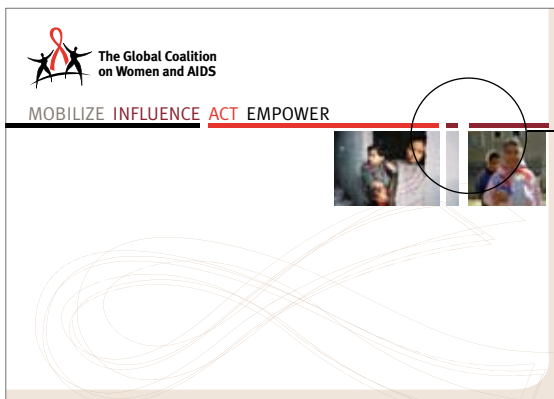 The Global Coalition
on Women and AIDS
MOBILIZE INFLUENCE ACT EMPOWER